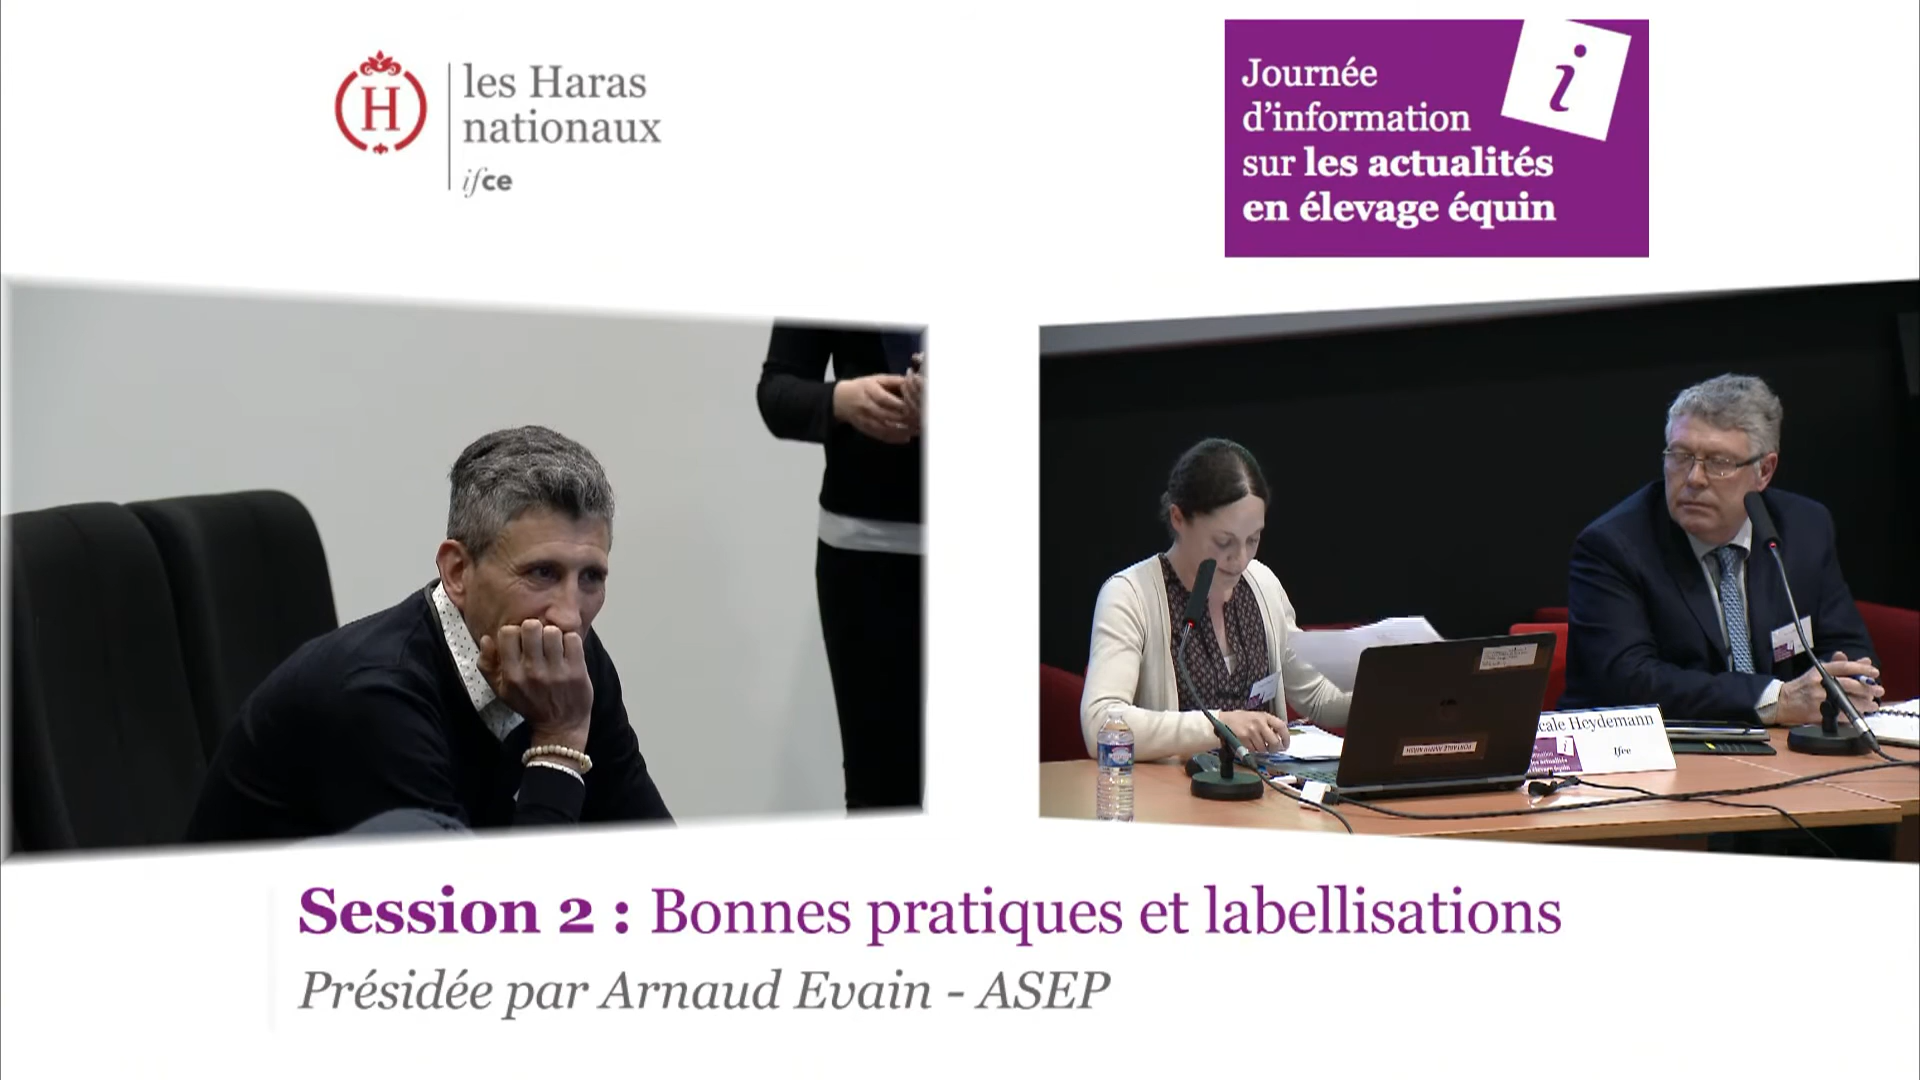 H
les Haras
nationaux
ifce
Journée
d'information
sur les actualités
en élevage équin
i
cale Heydemann
Ifce
Session 2 : Bonnes pratiques et labellisations
Présidée par Arnaud Evain - ASEP